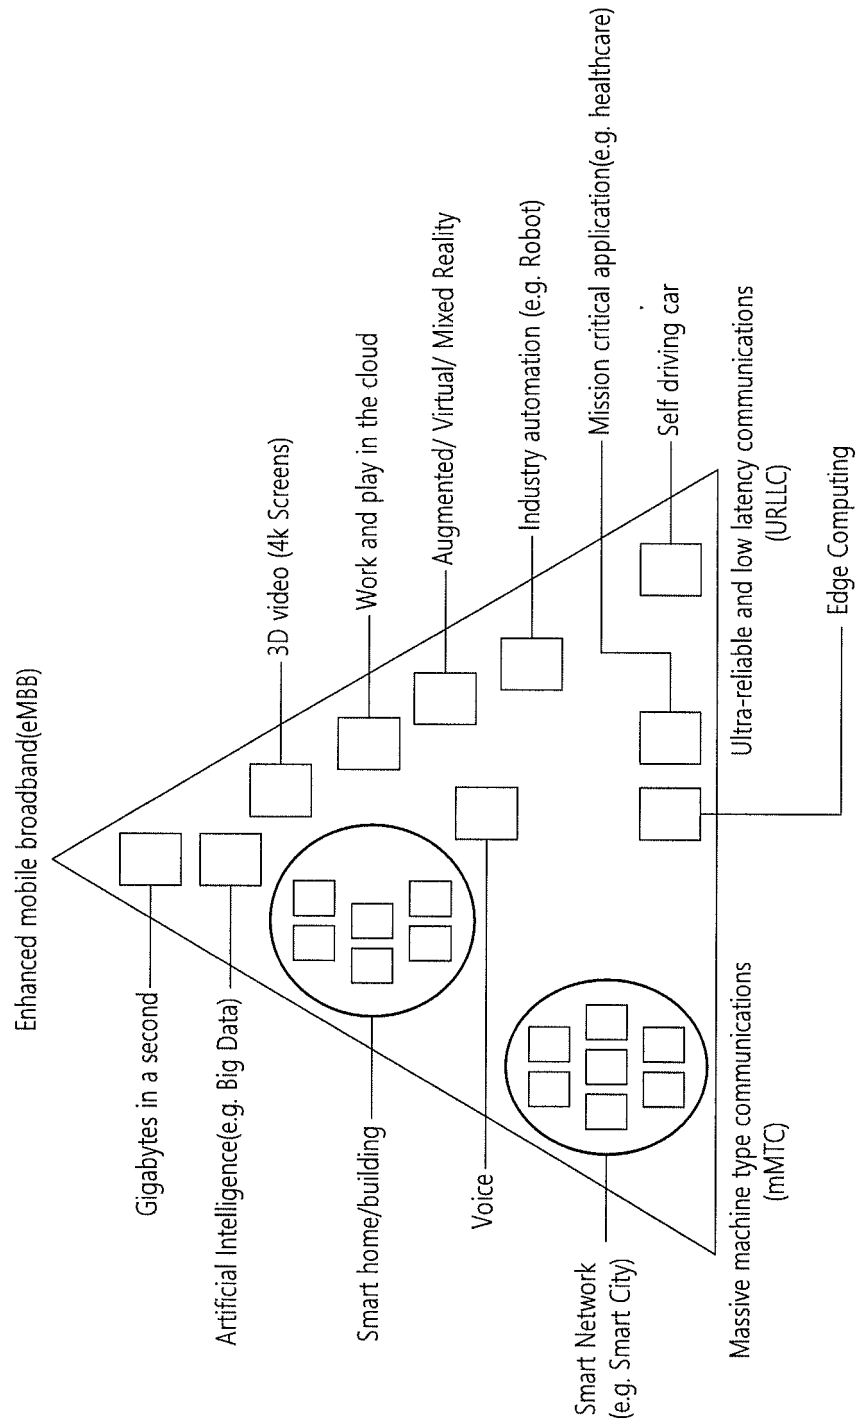 Enhanced mobile broadband(eMBB)
Gigabytes in a second
Artificial Intelligence(e.g. Big Data)
3D video (4k Screens)
Smart home/building
Work and play in the cloud
Augmented/ Virtual/ Mixed Reality
Voice
Industry automation (e.g. Robot)
Smart Network
(e.g. Smart City)
Mission critical application(e.g. healthcare)
Self driving car
Massive machine type communications
(mMTC)
Ultra-reliable and low latency communications
(URLLC)
Edge Computing